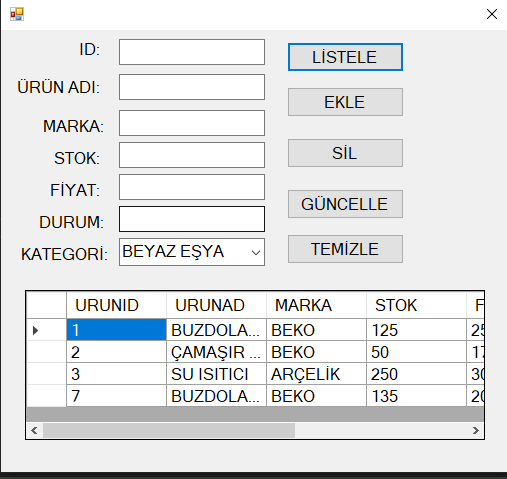 ID:
LİSTELE
ÜRÜN ADI:
EKLE
MARKA:
STOK:
SİL
FİYAT:
DURUM:
GÜNCELLE
KATEGORİ: BEYAZ EŞYA
TEMİZLE
URUNID URUNAD MARKA STOK F
1 BUZDOLA... BEKO 125 25
2 ÇAMAŞIR ... BEKO 50 17
3 SU ISITICI ARÇELİK 250 30
7 BUZDOLA... BEKO 135 20